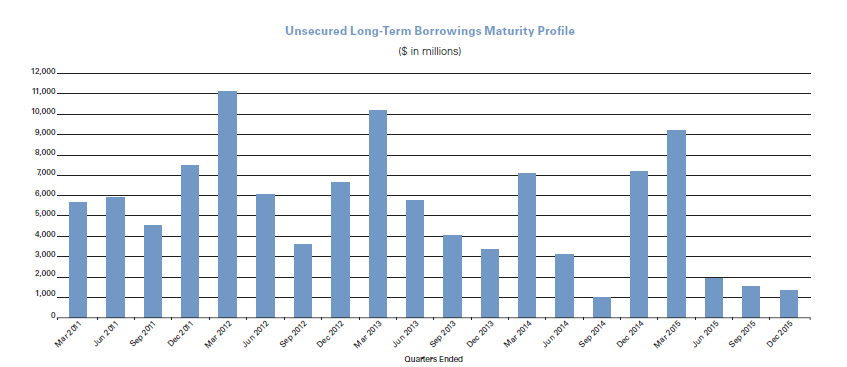 Unsecured Long-Term Borrowings Maturity Profile
($ in millions)
12,000
11,000
10,000
9,000
8,000
7,000
6,000
5,000
4,000
3,000
2,000
1,000
0
Mar 2011
Jun 2011
Sep 2011
Dec 2011
Mar 2012
Jun 2012
Sep 2012
Dec 2012
Mar 2013
Jun 2013
Sep 2013
Dec 2013
Mar 2014
Jun 2014
Sep 2014
Dec 2014
Mar 2015
Jun 2015
Sep 2015
Dec 2015
Quarters Ended